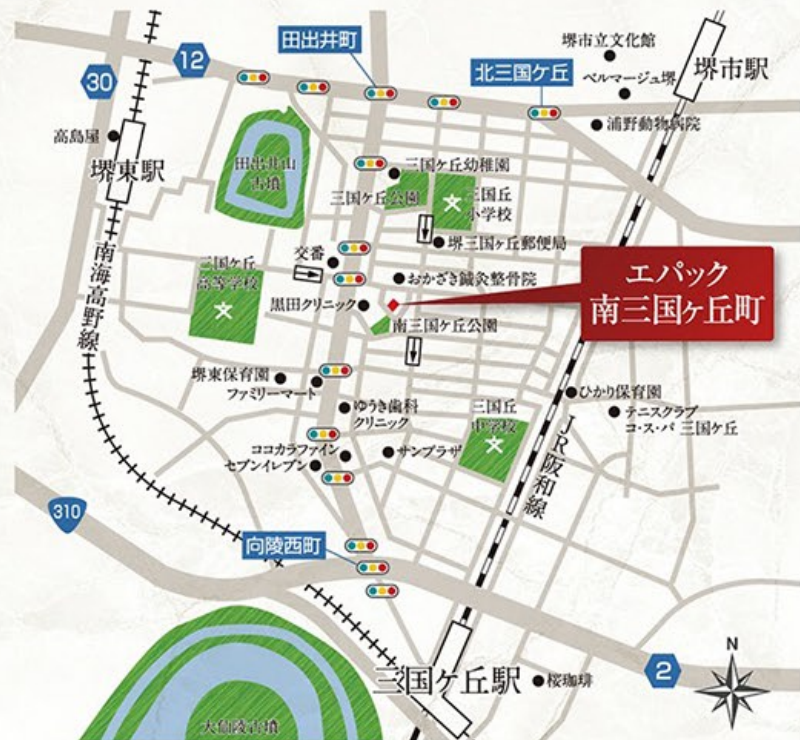 田出井町
堺市立文化館
12
北三国ケ丘
ベルマージュ堺
堺市駅
30
高島屋
浦野動物病院
堺東駅
田出井山
古墳
三国ケ丘幼稚園
三国ケ丘公園
三国丘
小学校
堺三国ケ丘郵便局
南海高野線
三国ケ丘
高等学校
交番
おかざき鍼灸整骨院
エパック
南三国ヶ丘町
黒田クリニック
南三国ケ丘公園
堺東保育園
ファミリーマート
ひかり保育園
ゆうき歯科
クリニック
三国丘
中学校
テニスクラブ
コ・ス・パ 三国ケ丘
JR阪和線
ココカラファイン
セブンイレブン
サンプラザ
310
向陵西町
N
三国ケ丘駅
桜珈琲
2
大仙陵古墳